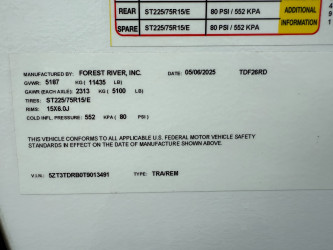 REAR ST225/75R15/E 80 PSI / 552 KPA
SPARE ST225/75R15/E 80 PSI / 552 KPA
ADDITIONAL
INFORMATION
MANUFACTURED BY: FOREST RIVER, INC. DATE: 05/06/2025 TDF26RD
GVWR: 5187 KG ( 11435 LB)
GAWR (EACH AXLE): 2313 KG ( 5100 LB)
TIRES: ST225/75R15/E
RIMS: 15X6.0J
COLD INFL. PRESSURE: 552 KPA ( 80 PSI)
THIS VEHICLE CONFORMS TO ALL APPLICABLE U.S. FEDERAL MOTOR VEHICLE SAFETY
STANDARDS IN EFFECT ON THE DATE OF MANUFACTURE SHOWN ABOVE.
V.I.N.: 5ZT3TDRB0T9013491 TYPE: TRA/REM